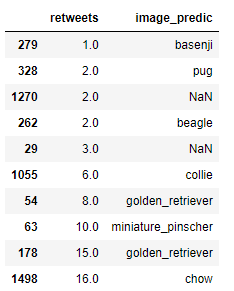 retweets image_predic
279 1.0 basenji
328 2.0 pug
1270 2.0 NaN
262 2.0 beagle
29 3.0 NaN
1055 6.0 collie
54 8.0 golden_retriever
63 10.0 miniature_pinscher
178 15.0 golden_retriever
1498 16.0 chow